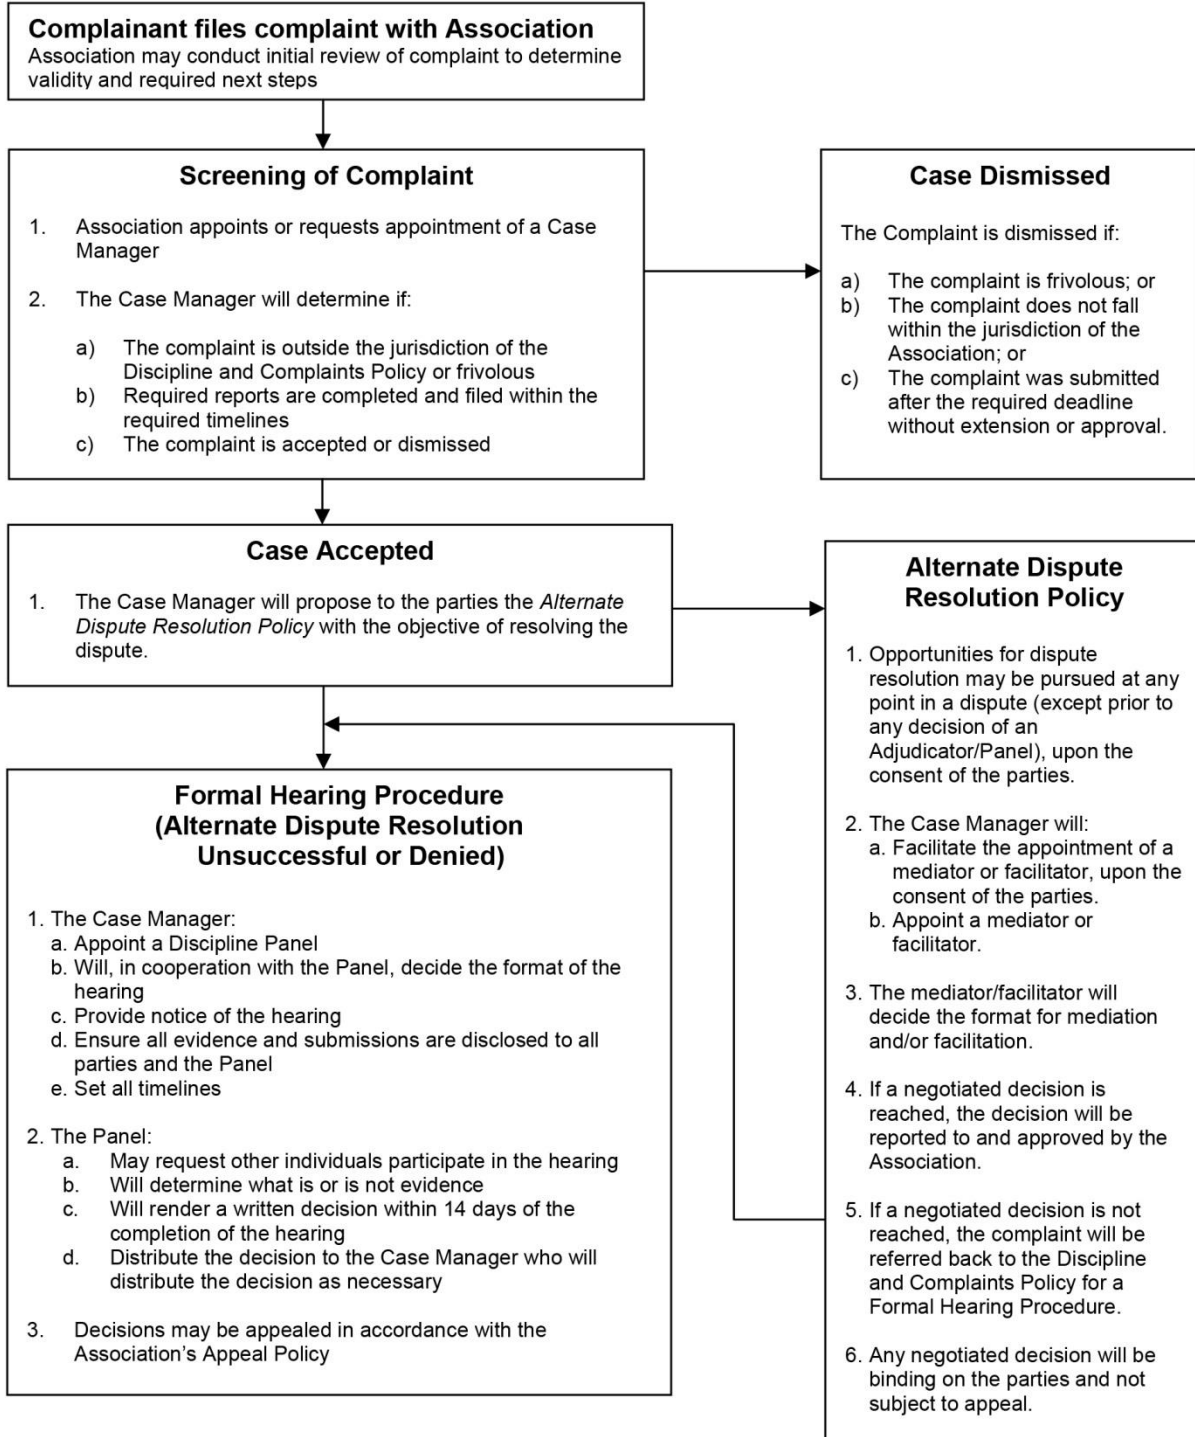 Complainant files complaint with Association
Association may conduct initial review of complaint to determine
validity and required next steps
Screening of Complaint
1. Association appoints or requests appointment of a Case
Manager
2. The Case Manager will determine if:
a) The complaint is outside the jurisdiction of the
Discipline and Complaints Policy or frivolous
b) Required reports are completed and filed within the
required timelines
c) The complaint is accepted or dismissed
Case Dismissed
The Complaint is dismissed if:
a) The complaint is frivolous; or
b) The complaint does not fall
within the jurisdiction of the
Association; or
c) The complaint was submitted
after the required deadline
without extension or approval.
Case Accepted
1. The Case Manager will propose to the parties the Alternate
Dispute Resolution Policy with the objective of resolving the
dispute.
Alternate Dispute
Resolution Policy
1. Opportunities for dispute
resolution may be pursued at any
point in a dispute (except prior to
any decision of an
Adjudicator/Panel), upon the
consent of the parties.
2. The Case Manager will:
a. Facilitate the appointment of a
mediator or facilitator, upon the
consent of the parties.
b. Appoint a mediator or
facilitator.
3. The mediator/facilitator will
decide the format for mediation
and/or facilitation.
4. If a negotiated decision is
reached, the decision will be
reported to and approved by the
Association.
5. If a negotiated decision is not
reached, the complaint will be
referred back to the Discipline
and Complaints Policy for a
Formal Hearing Procedure.
6. Any negotiated decision will be
binding on the parties and not
subject to appeal.
Formal Hearing Procedure
(Alternate Dispute Resolution
Unsuccessful or Denied)
1. The Case Manager:
a. Appoint a Discipline Panel
b. Will, in cooperation with the Panel, decide the format of the
hearing
c. Provide notice of the hearing
d. Ensure all evidence and submissions are disclosed to all
parties and the Panel
e. Set all timelines
2. The Panel:
a. May request other individuals participate in the hearing
b. Will determine what is or is not evidence
c. Will render a written decision within 14 days of the
completion of the hearing
d. Distribute the decision to the Case Manager who will
distribute the decision as necessary
3. Decisions may be appealed in accordance with the
Association's Appeal Policy